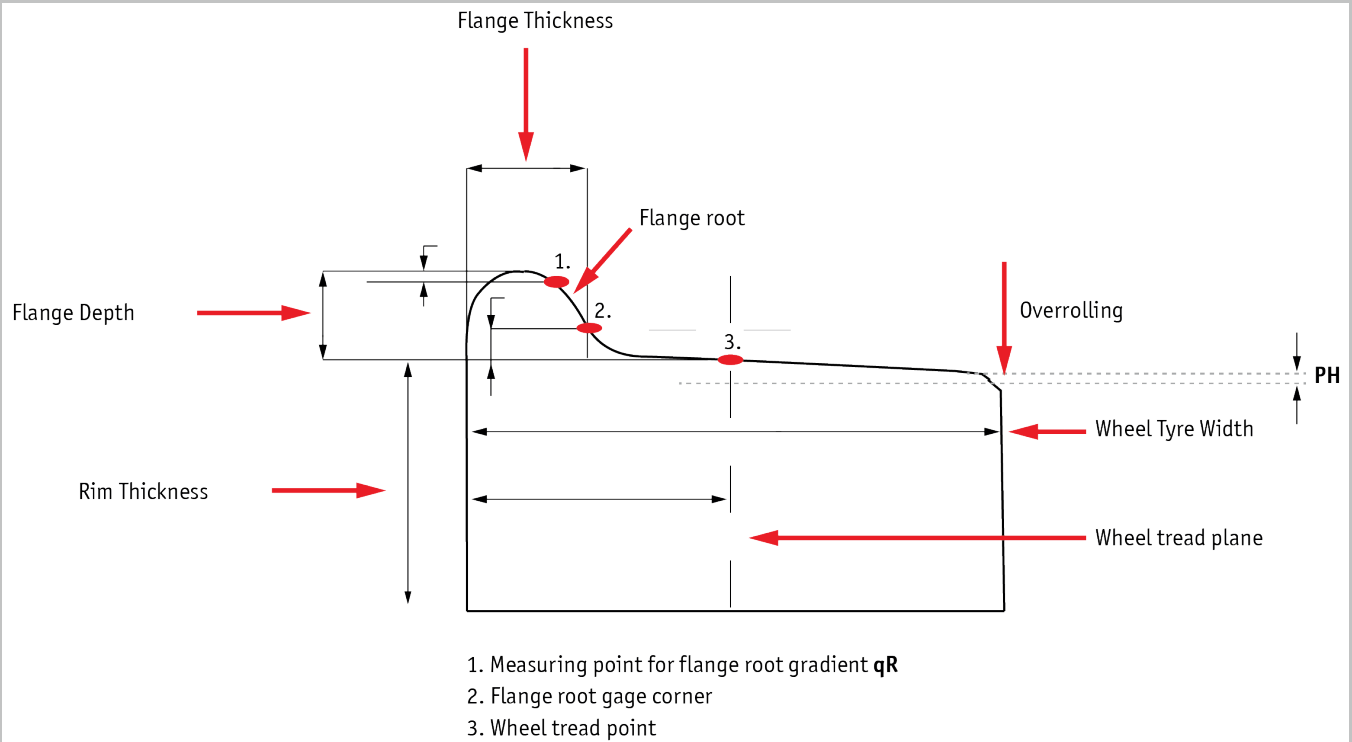 Flange Thickness
Flange root
1.
2.
Flange Depth
Overrolling
3.
PH
Wheel Tyre Width
Rim Thickness
Wheel tread plane
1. Measuring point for flange root gradient qR
2. Flange root gage corner
3. Wheel tread point